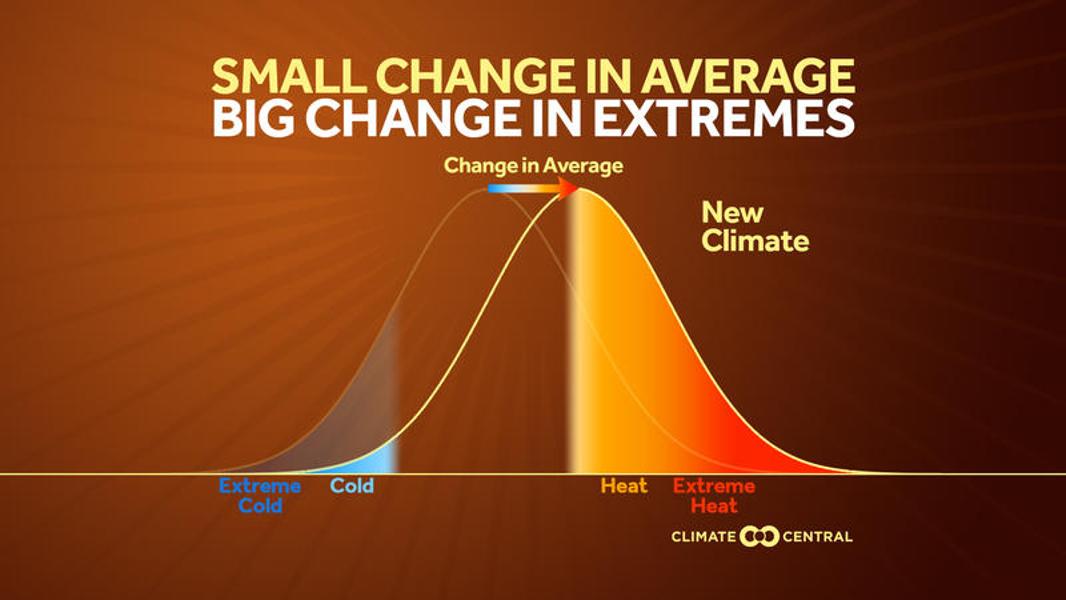 SMALL CHANGE IN AVERAGE
BIG CHANGE IN EXTREMES
Change in Average
New
Climate
Extreme
Cold
Cold
Heat
Extreme
Heat
CLIMATE CENTRAL